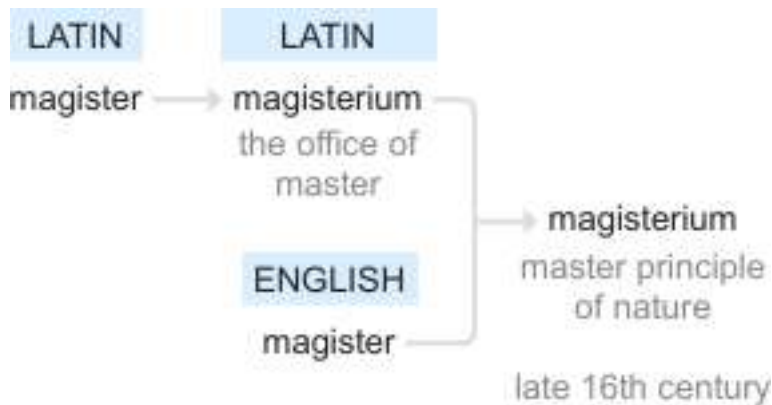 LATIN
LATIN
magister
magisterium
the office of
master
magisterium
master principle
of nature
ENGLISH
magister
late 16th century